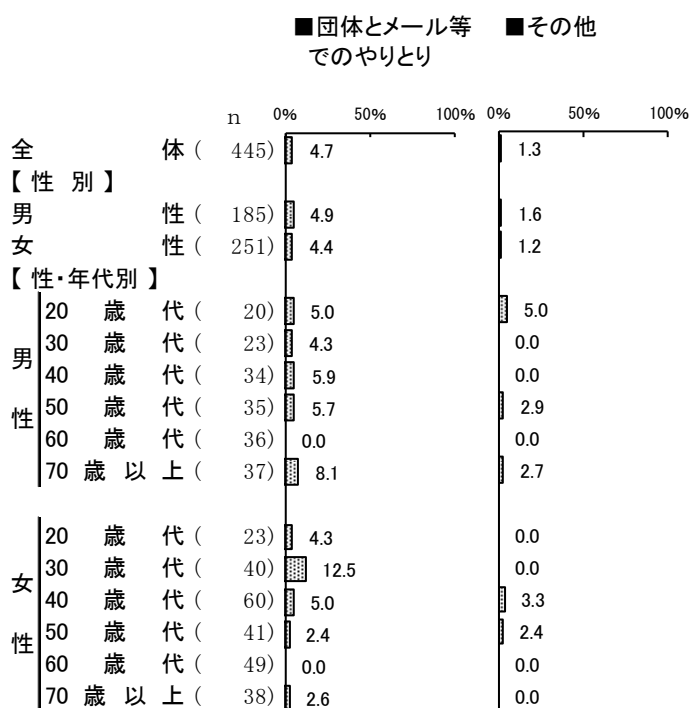 ■団体とメール等 ■その他
でのやりとり
n 0% 50% 100% 0% 50% 100%
全 体 ( 445) 4.7 1.3
【 性 別 】
男 性 ( 185) 4.9 1.6
女 性 ( 251) 4.4 1.2
【 性・年代別 】
20 歳 代 ( 20) 5.0 5.0
30 歳 代 ( 23) 4.3 0.0
男
40 歳 代 ( 34) 5.9 0.0
50 歳 代 ( 35) 5.7 2.9
性
60 歳 代 ( 36) 0.0 0.0
70 歳 以 上 ( 37) 8.1 2.7
20 歳 代 ( 23) 4.3 0.0
30 歳 代 ( 40) 12.5 0.0
女
40 歳 代 ( 60) 5.0 3.3
50 歳 代 ( 41) 2.4 2.4
性
60 歳 代 ( 49) 0.0 0.0
70 歳 以 上 ( 38) 2.6 0.0